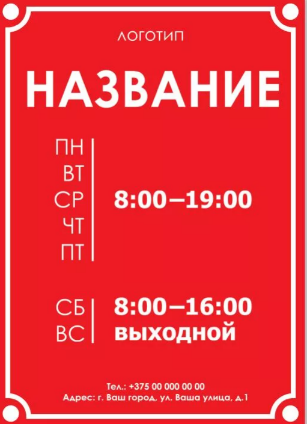 ЛОГОТИП
НАЗВАНИЕ
ПН
ВТ
СР 8:00–19:00
ЧТ
ПТ
СБ 8:00–16:00
ВС выходной
Тел.: +375 00 000 00 00
Адрес: г. Ваш город, ул. Ваша улица, д.1